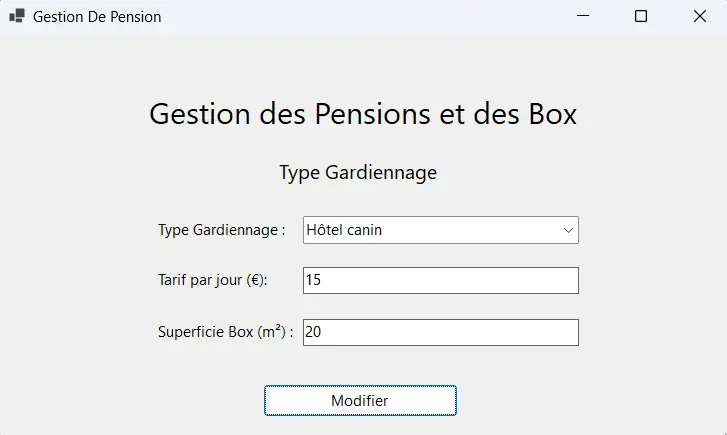 Gestion De Pension
Gestion des Pensions et des Box
Type Gardiennage
Type Gardiennage : Hôtel canin
Tarif par jour (€): 15
Superficie Box (m²) : 20
Modifier